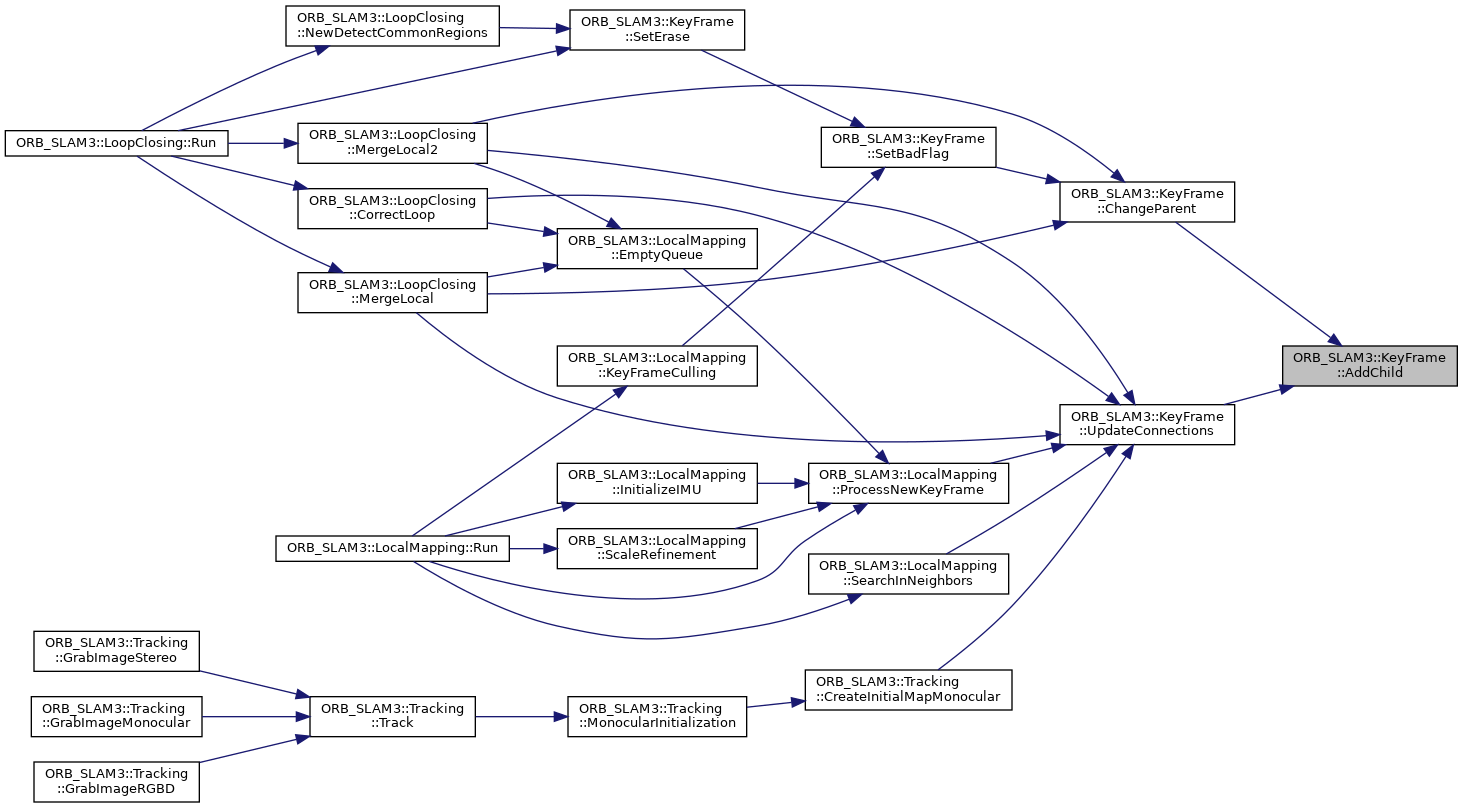 ORB_SLAM3::LoopClosing
::NewDetectCommonRegions
ORB_SLAM3::KeyFrame
::SetErase
ORB_SLAM3::LoopClosing::Run
ORB_SLAM3::LoopClosing
::MergeLocal2
ORB_SLAM3::KeyFrame
::SetBadFlag
ORB_SLAM3::LoopClosing
::CorrectLoop
ORB_SLAM3::KeyFrame
::ChangeParent
ORB_SLAM3::LocalMapping
::EmptyQueue
ORB_SLAM3::LoopClosing
::MergeLocal
ORB_SLAM3::LocalMapping
::KeyFrameCulling
ORB_SLAM3::KeyFrame
::AddChild
ORB_SLAM3::KeyFrame
::UpdateConnections
ORB_SLAM3::LocalMapping
::InitializeIMU
ORB_SLAM3::LocalMapping
::ProcessNewKeyFrame
ORB_SLAM3::LocalMapping::Run
ORB_SLAM3::LocalMapping
::ScaleRefinement
ORB_SLAM3::LocalMapping
::SearchInNeighbors
ORB_SLAM3::Tracking
::GrabImageStereo
ORB_SLAM3::Tracking
::CreateInitialMapMonocular
ORB_SLAM3::Tracking
::GrabImageMonocular
ORB_SLAM3::Tracking
::Track
ORB_SLAM3::Tracking
::MonocularInitialization
ORB_SLAM3::Tracking
::GrabImageRGBD